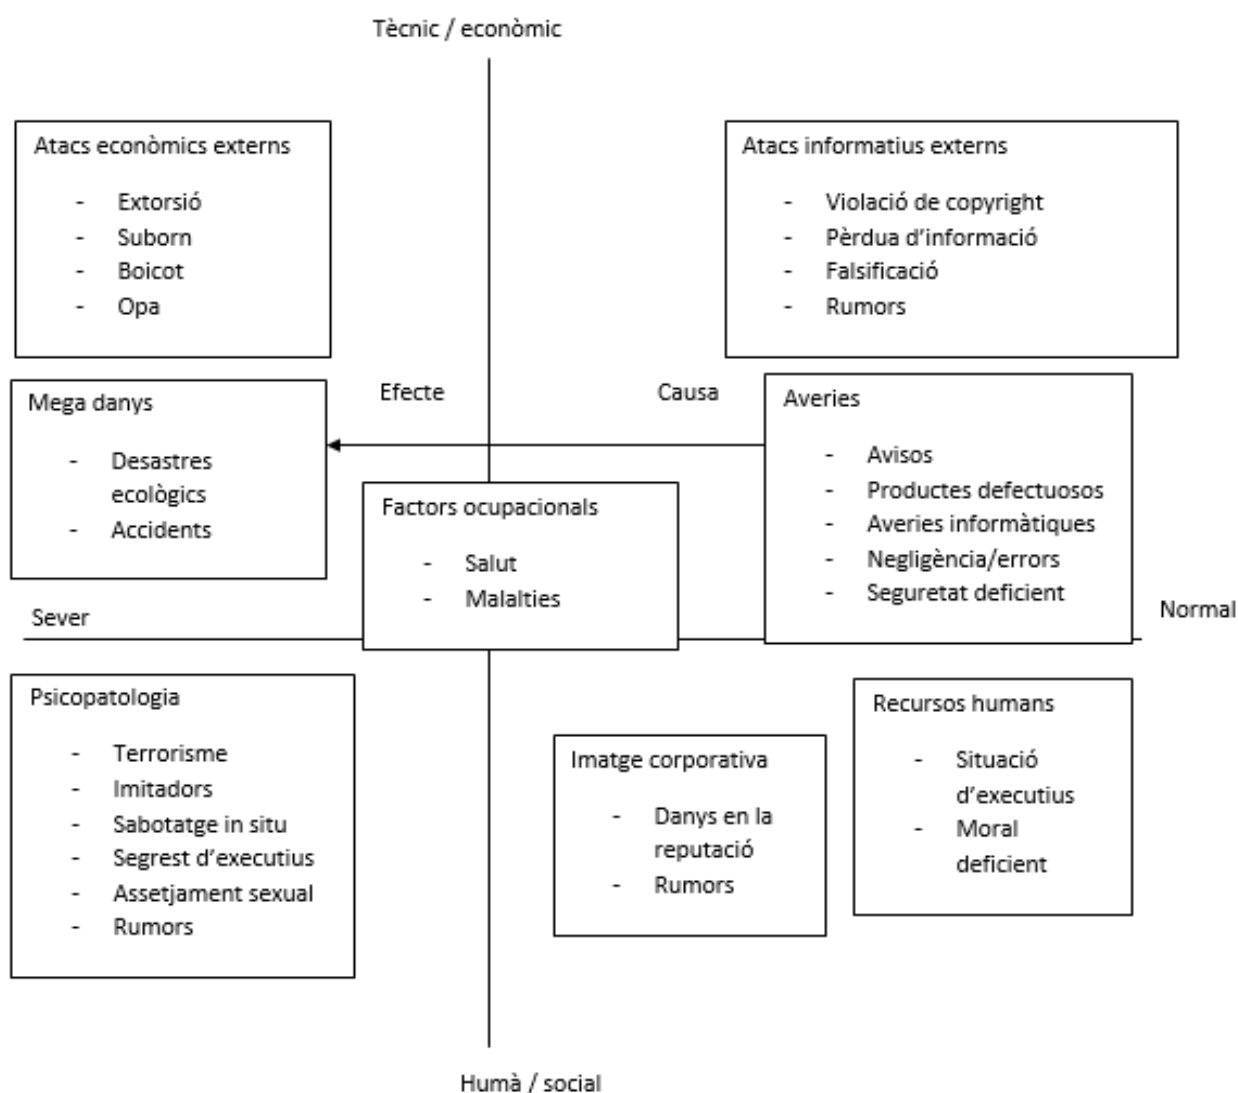 Tècnic / econòmic
Atacs econòmics externs
- Extorsió
- Suborn
- Boicot
- Opa
Atacs informatius externs
- Violació de copyright
- Pèrdua d’informació
- Falsificació
- Rumors
Efecte
Causa
Mega danys
- Desastres
ecològics
- Accidents
Averies
- Avisos
- Productes defectuosos
- Averies informàtiques
- Negligència/errors
- Seguretat deficient
Factors ocupacionals
- Salut
- Malalties
Sever
Normal
Psicopatologia
- Terrorisme
- Imitadors
- Sabotatge in situ
- Segrest d’executius
- Assetjament sexual
- Rumors
Imatge corporativa
- Danys en la
reputació
- Rumors
Recursos humans
- Situació
d’executius
- Moral
deficient
Humà / social